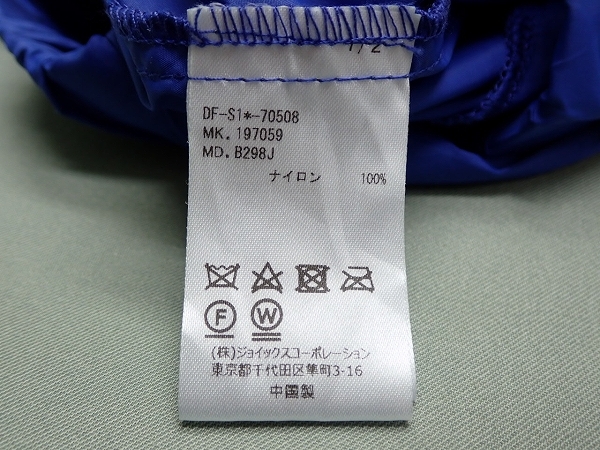 1/2
DF-S1*-70508
MK. 197059
MD. B298J
ナイロン 100%
F W
(株)ジョイックスコーポレーション
東京都千代田区隼町3-16
中国製